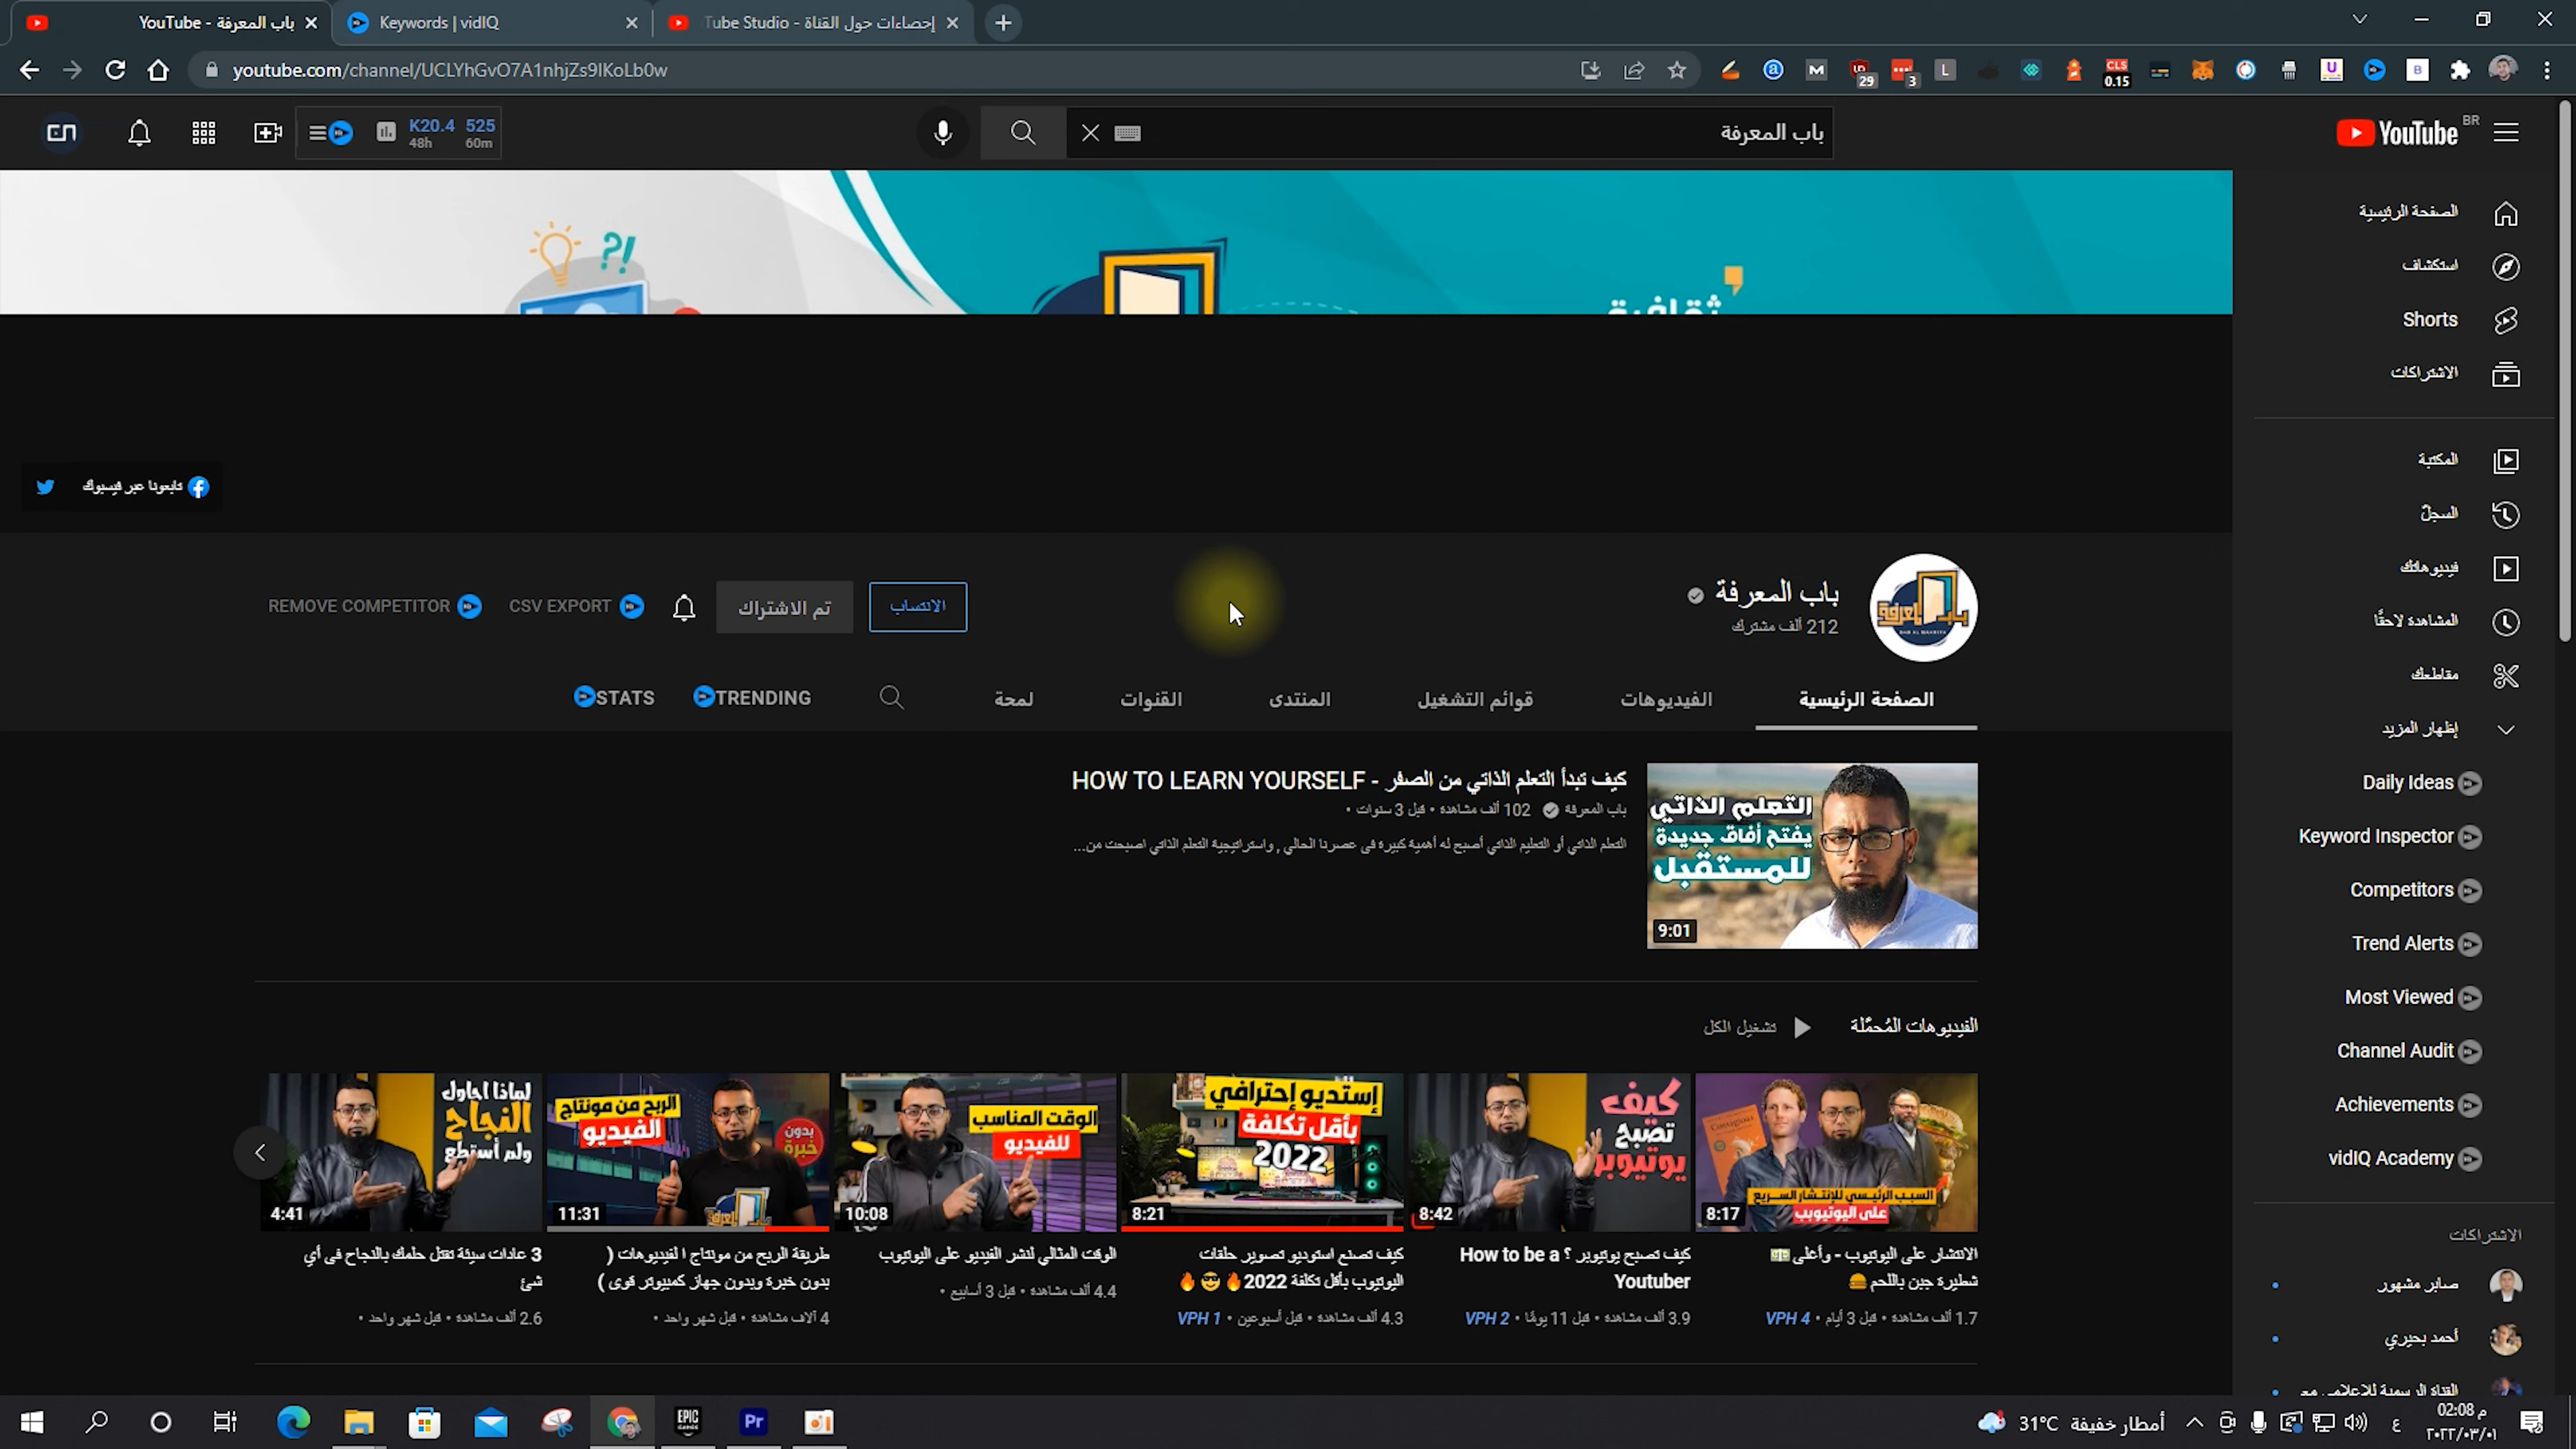 باب المعرفة - YouTube
Keywords | vidIQ
إحصاءات حول القناة - Tube Studio
youtube.com/channel/UCLYhGvO7A1nhjZs9IKoLb0w
29
3
CLS
0.15
K20.4 525
48h 60m
باب المعرفة
YouTube BR
ثقافية
تابعونا عبر فيسبوك
باب المعرفة
212 ألف مشترك
الانتساب
تم الاشتراك
CSV EXPORT
REMOVE COMPETITOR
الصفحة الرئيسية
الفيديوهات
قوائم التشغيل
المنتدى
القنوات
لمحة
TRENDING
STATS
التعلم الذاتي
يفتح أفاق جديدة
للمستقبل
9:01
كيف تبدأ التعلم الذاتي من الصفر - HOW TO LEARN YOURSELF
باب المعرفة 102 ألف مشاهدة • قبل 3 سنوات •
التعلم الذاتي أو التعليم الذاتي أصبح له أهمية كبيرة فى عصرنا الحالي , واستراتيجية التعلم الذاتي اصبحت من...
الفيديوهات المُحمَّلة
تشغيل الكل
Contagious
السبب الرئيسي للإنتشار السريع
على اليوتيوب
8:17
الانتشار على اليوتيوب - وأغلى
شطيرة جبن باللحم 🍔
1.7 ألف مشاهدة • قبل 3 أيام • VPH 4
كيف
تصبح
يوتيوبر
8:42
كيف تصبح يوتيوبر ؟ How to be a
Youtuber
3.9 ألف مشاهدة • قبل 11 يومًا • VPH 2
إستديو إحترافي
بأقل تكلفة
2022
8:21
كيف تصنع استوديو تصوير حلقات
اليوتيوب بأقل تكلفة 2022🔥😎🔥
4.3 ألف مشاهدة • قبل أسبوعين • VPH 1
الوقت المناسب
للفيديو
10:08
الوقت المثالي لنشر الفيديو على اليوتيوب
4.4 ألف مشاهدة • قبل 3 أسابيع •
الربح من مونتاج
الفيديو
بدون
خبرة
11:31
طريقة الربح من مونتاج الفيديوهات (
بدون خبرة وبدون جهاز كمبيوتر قوى )
4 آلاف مشاهدة • قبل شهر واحد •
لماذا احاول
النجاح
ولم أستطع
4:41
3 عادات سيئة تقتل حلمك بالنجاح فى أي
شئ
2.6 ألف مشاهدة • قبل شهر واحد •
الصفحة الرئيسية
استكشاف
Shorts
الاشتراكات
المكتبة
السجلّ
فيديوهاتك
المشاهدة لاحقًا
مقاطعك
إظهار المزيد
Daily Ideas
Keyword Inspector
Competitors
Trend Alerts
Most Viewed
Channel Audit
Achievements
vidIQ Academy
الاشتراكات
صابر مشهور
أحمد بحيري
القناة الرسمية للإعلامي مع
EPIC
GAMES
Pr
31°C أمطار خفيفة
ع
02:08 م
٢٠٢٢/٠٣/٠١